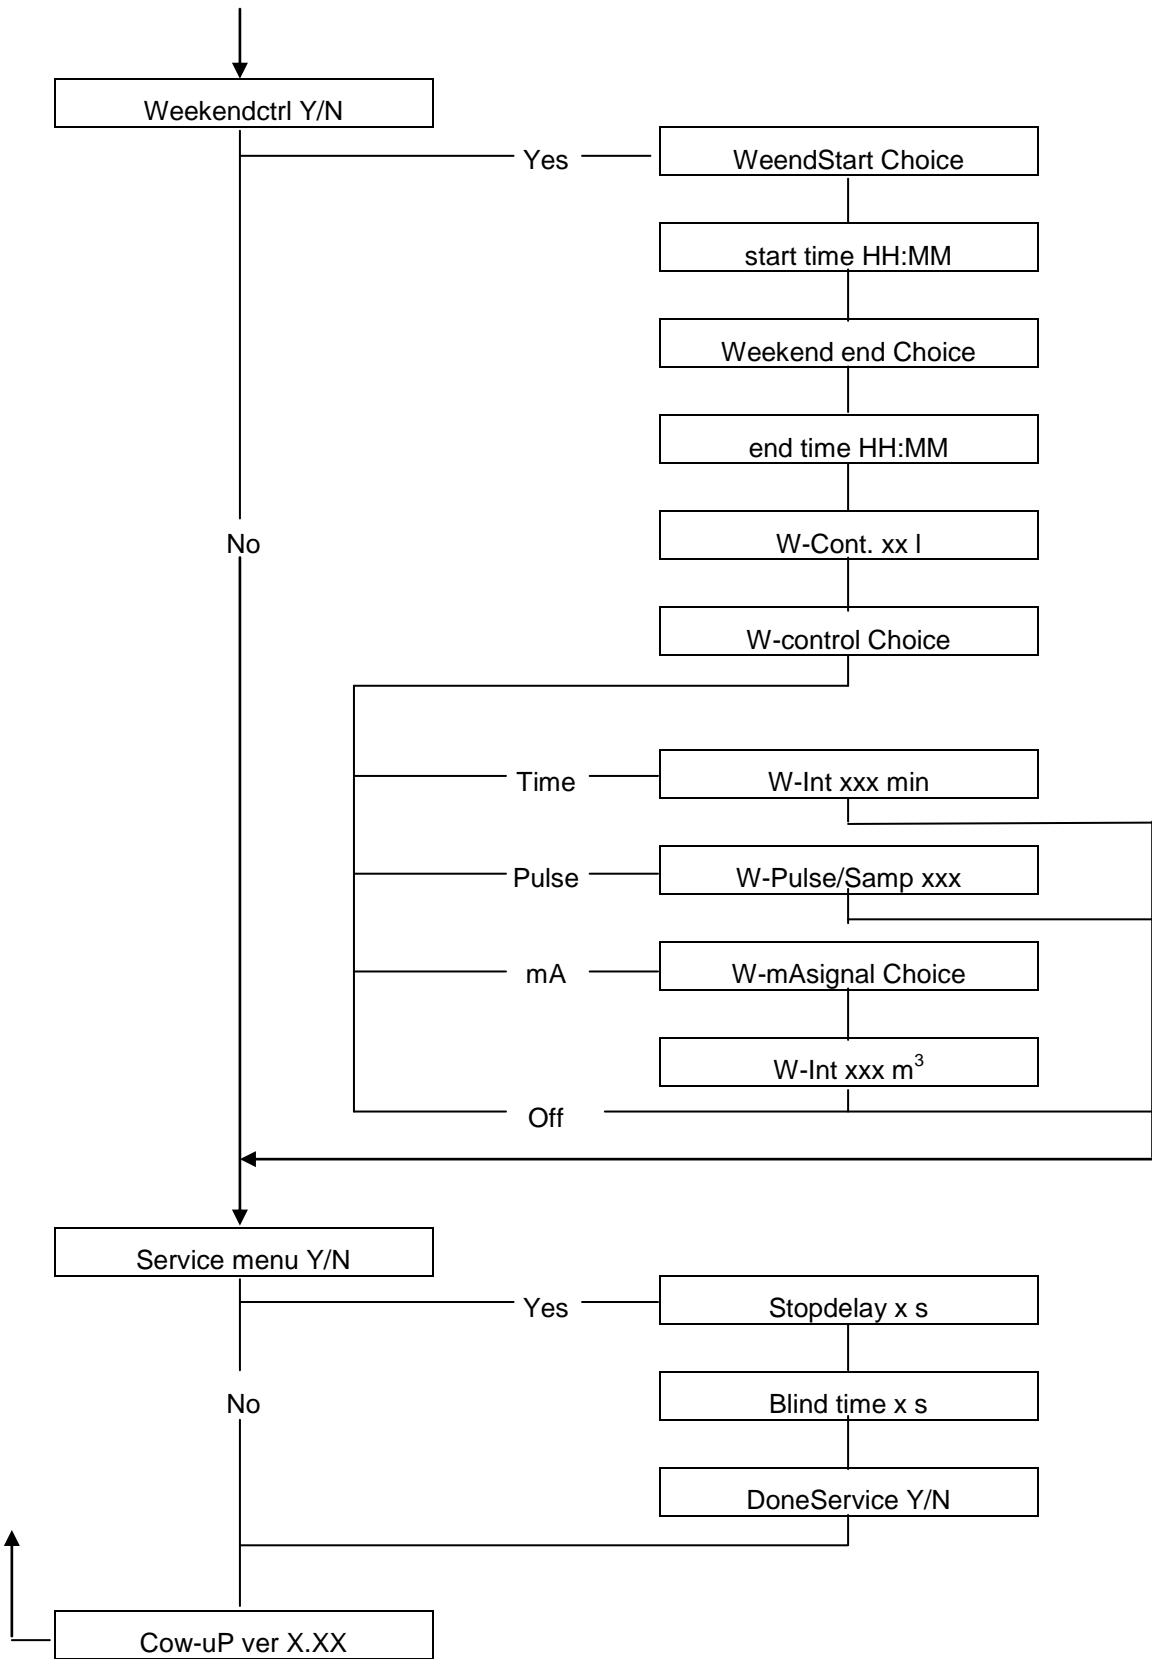 Weekendctrl Y/N
Yes
WeendStart Choice
start time HH:MM
Weekend end Choice
end time HH:MM
No
W-Cont. xx l
W-control Choice
Time
W-Int xxx min
Pulse
W-Pulse/Samp xxx
mA
W-mAsignal Choice
W-Int xxx m³
Off
Service menu Y/N
Yes
Stopdelay x s
No
Blind time x s
DoneService Y/N
Cow-uP ver X.XX